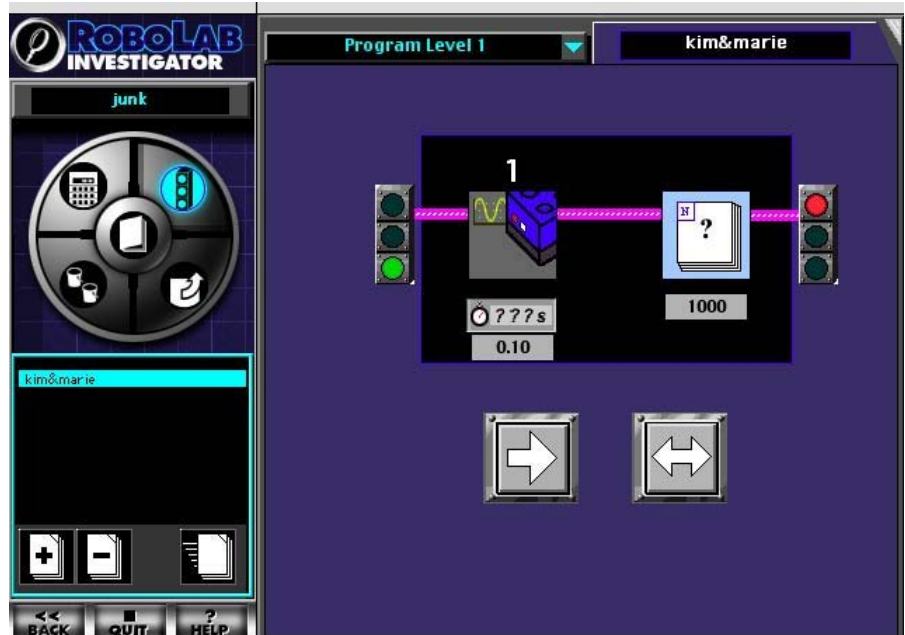 ROBOLAB
INVESTIGATOR
junk
kim&marie
<< BACK
QUIT
? HELP
Program Level 1
kim&marie
1
N
?
???s
0.10
1000